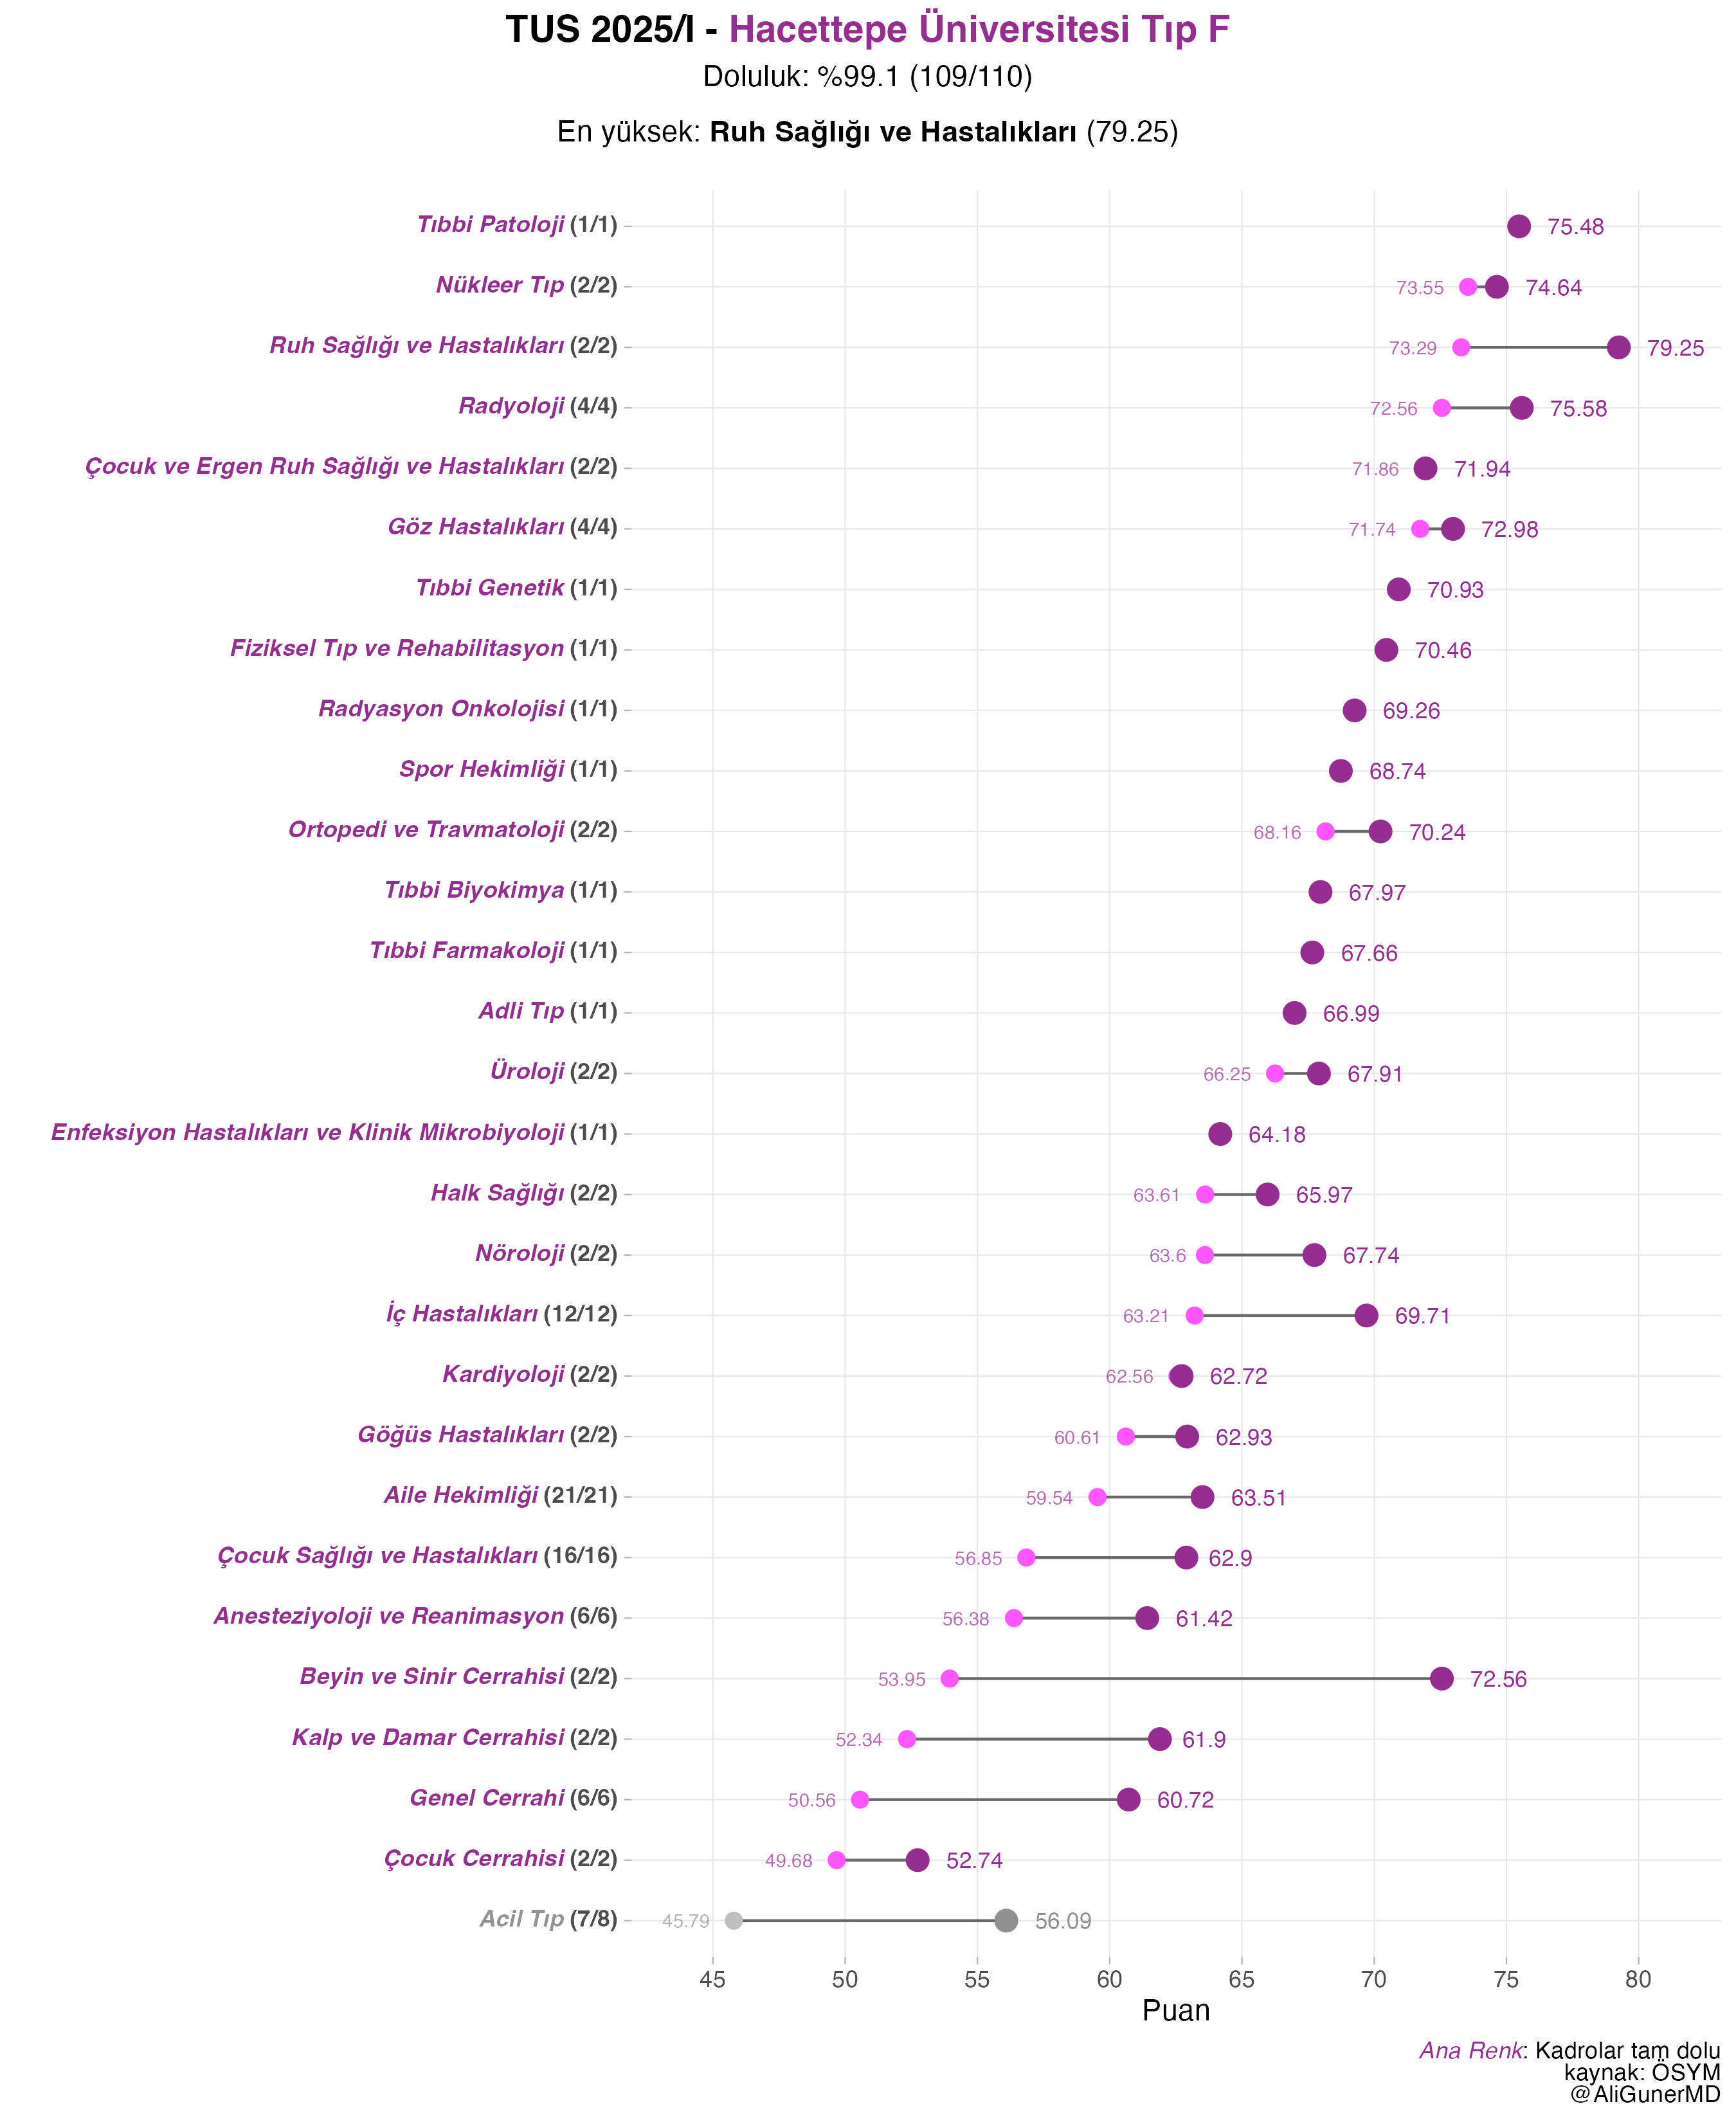 TUS 2025/I - Hacettepe Üniversitesi Tıp F
Doluluk: %99.1 (109/110)
En yüksek: Ruh Sağlığı ve Hastalıkları (79.25)
Tıbbi Patoloji (1/1) 75.48
Nükleer Tıp (2/2) 73.55 74.64
Ruh Sağlığı ve Hastalıkları (2/2) 73.29 79.25
Radyoloji (4/4) 72.56 75.58
Çocuk ve Ergen Ruh Sağlığı ve Hastalıkları (2/2) 71.86 71.94
Göz Hastalıkları (4/4) 71.74 72.98
Tıbbi Genetik (1/1) 70.93
Fiziksel Tıp ve Rehabilitasyon (1/1) 70.46
Radyasyon Onkolojisi (1/1) 69.26
Spor Hekimliği (1/1) 68.74
Ortopedi ve Travmatoloji (2/2) 68.16 70.24
Tıbbi Biyokimya (1/1) 67.97
Tıbbi Farmakoloji (1/1) 67.66
Adli Tıp (1/1) 66.99
Üroloji (2/2) 66.25 67.91
Enfeksiyon Hastalıkları ve Klinik Mikrobiyoloji (1/1) 64.18
Halk Sağlığı (2/2) 63.61 65.97
Nöroloji (2/2) 63.6 67.74
İç Hastalıkları (12/12) 63.21 69.71
Kardiyoloji (2/2) 62.56 62.72
Göğüs Hastalıkları (2/2) 60.61 62.93
Aile Hekimliği (21/21) 59.54 63.51
Çocuk Sağlığı ve Hastalıkları (16/16) 56.85 62.9
Anesteziyoloji ve Reanimasyon (6/6) 56.38 61.42
Beyin ve Sinir Cerrahisi (2/2) 53.95 72.56
Kalp ve Damar Cerrahisi (2/2) 52.34 61.9
Genel Cerrahi (6/6) 50.56 60.72
Çocuk Cerrahisi (2/2) 49.68 52.74
Acil Tıp (7/8) 45.79 56.09
45 50 55 60 65 70 75 80
Puan
Ana Renk: Kadrolar tam dolu
kaynak: ÖSYM
@AliGunerMD